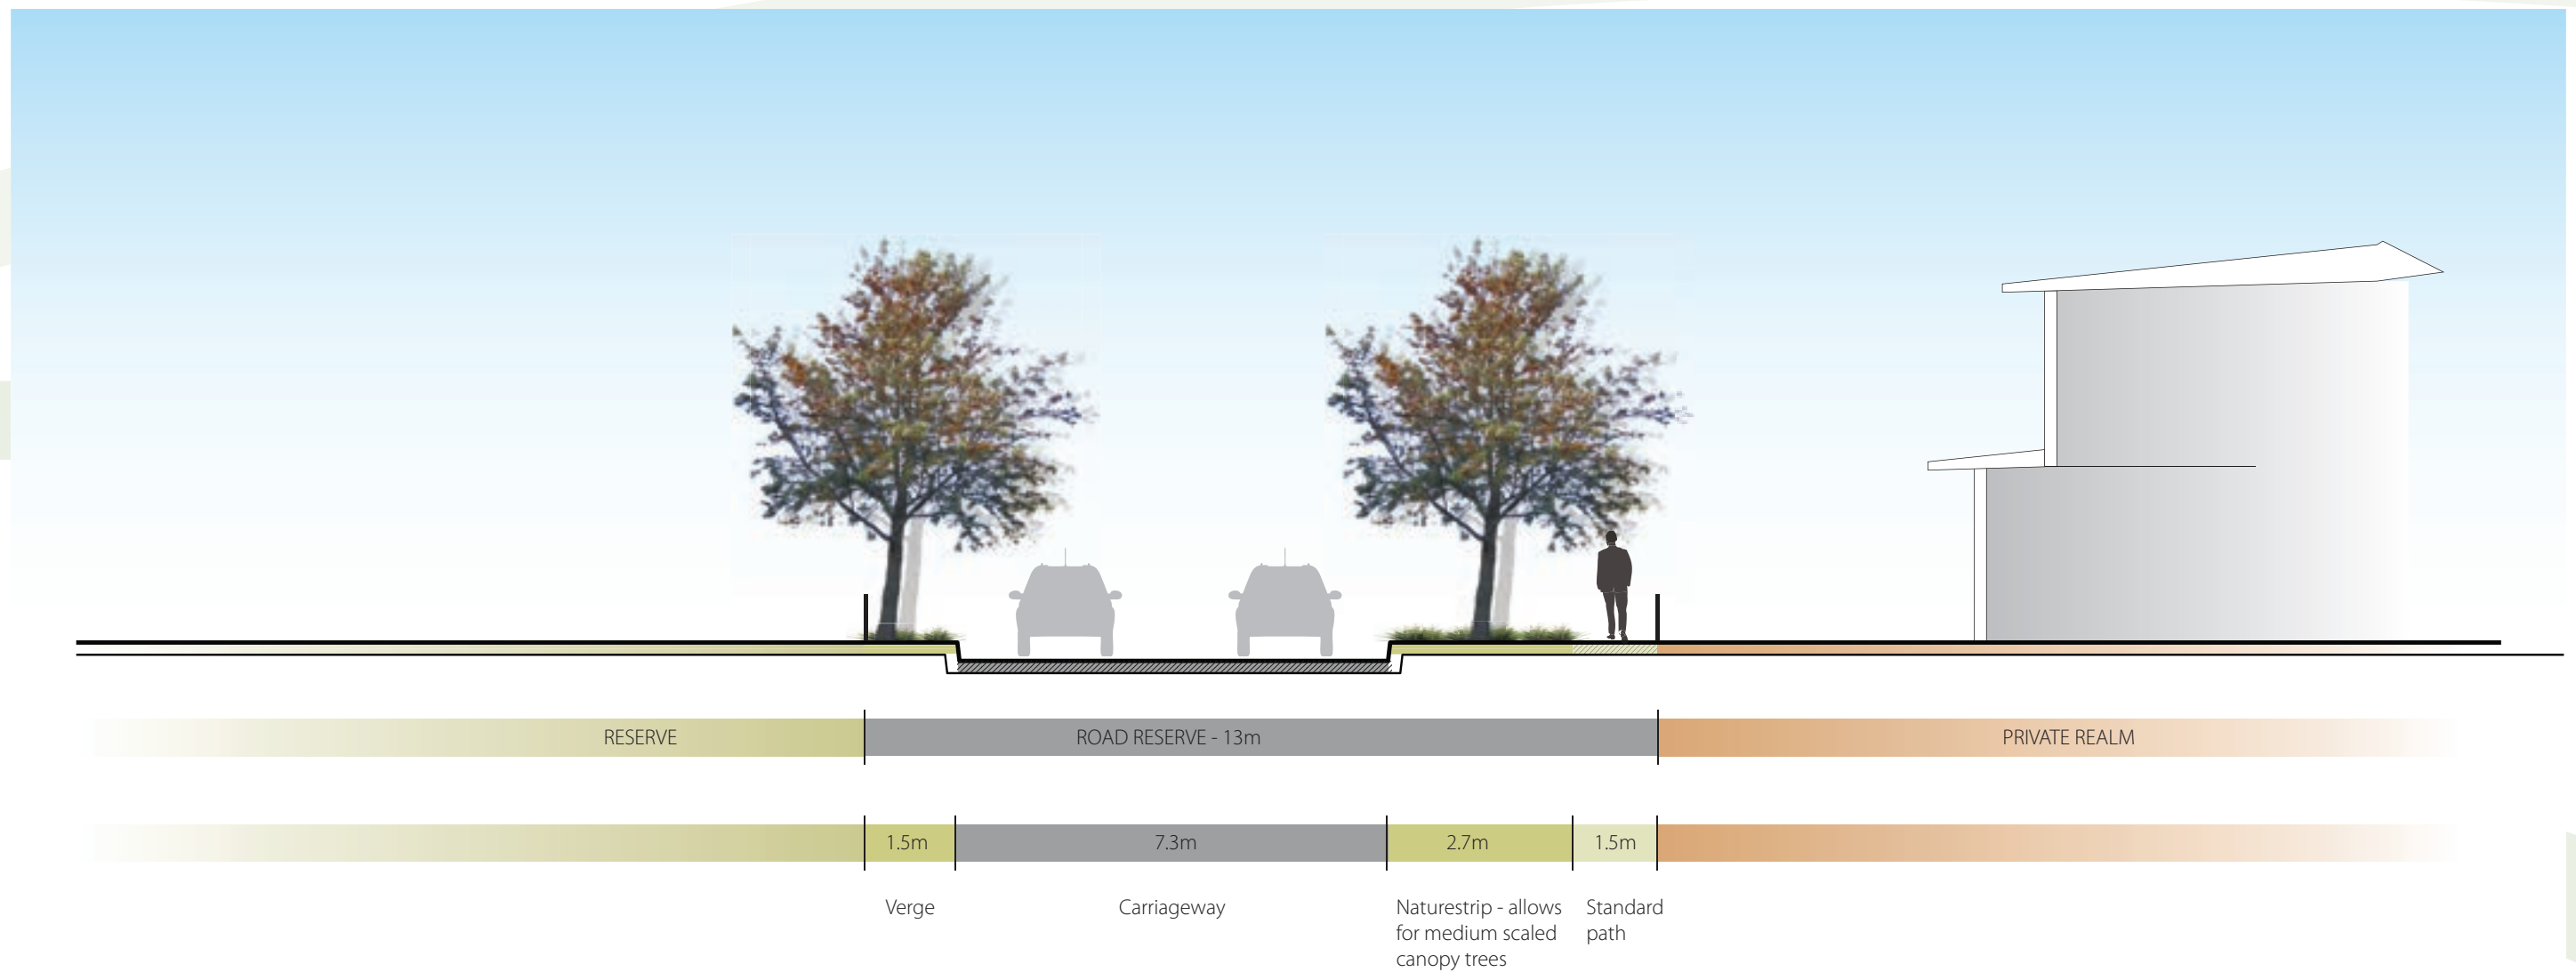 RESERVE
ROAD RESERVE - 13m
PRIVATE REALM
1.5m
7.3m
2.7m
1.5m
Verge
Carriageway
Naturestrip - allows
for medium scaled
canopy trees
Standard
path